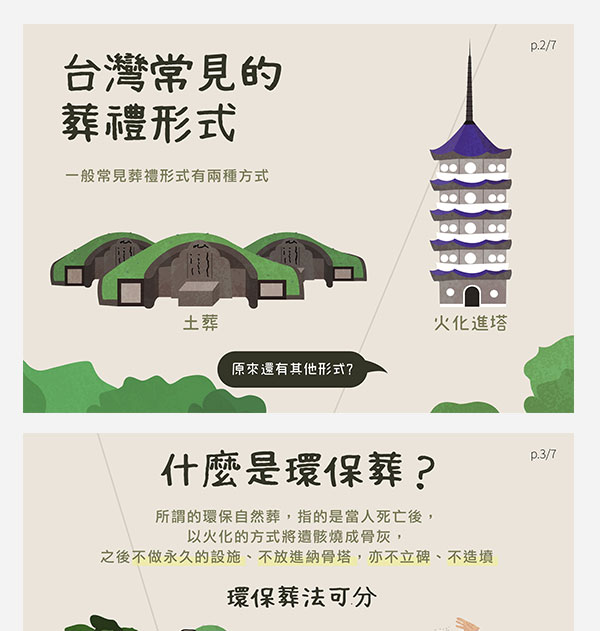 p.2/7
台灣常見的
葬禮形式
一般常見葬禮形式有兩種方式
土葬
火化進塔
原來還有其他形式?
p.3/7
什麼是環保葬?
所謂的環保自然葬，指的是當人死亡後，
以火化的方式將遺骸燒成骨灰，
之後不做永久的設施、不放進納骨塔，亦不立碑、不造墳
環保葬法可分